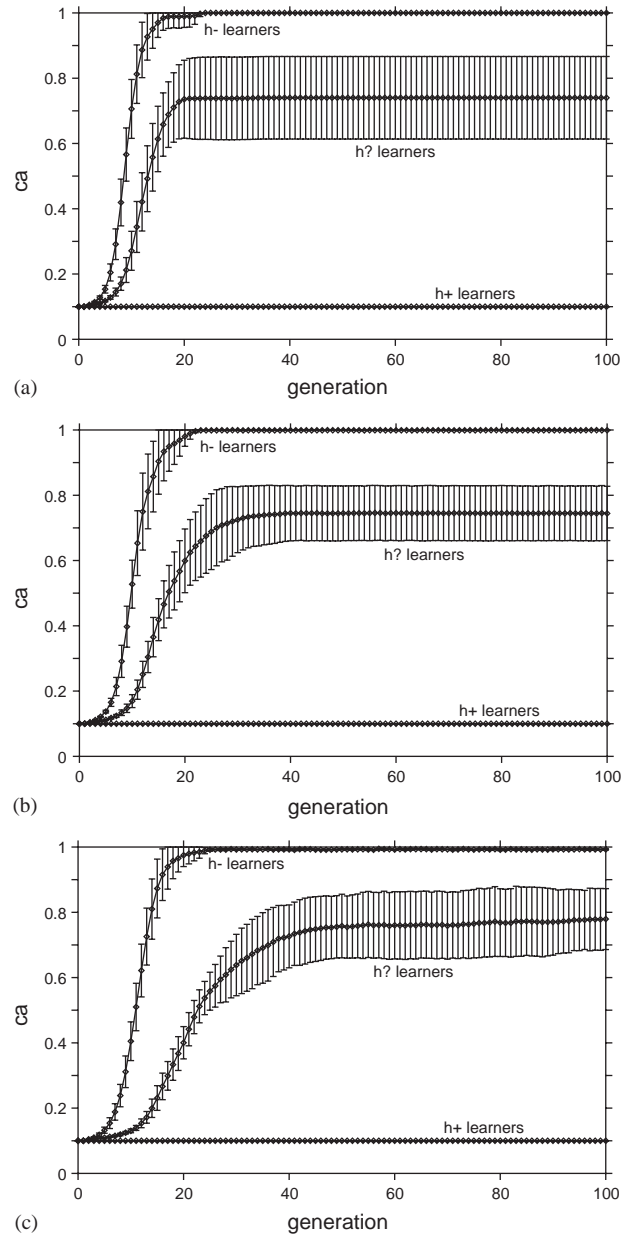 1
h- learners
0.8
0.6
h? learners
ca
0.4
0.2
h+ learners
0
0 20 40 60 80 100
(a) generation
1
h- learners
0.8
0.6
h? learners
ca
0.4
0.2
h+ learners
0
0 20 40 60 80 100
(b) generation
1
h- learners
0.8
0.6
h? learners
ca
0.4
0.2
h+ learners
0
0 20 40 60 80 100
(c) generation